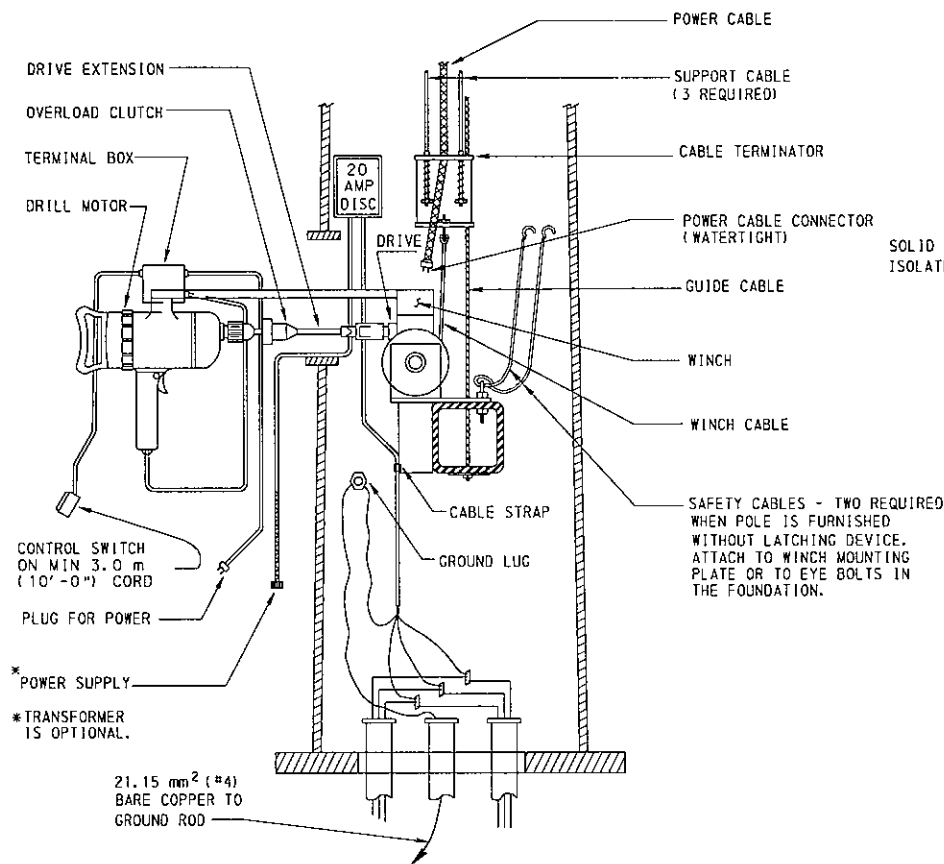 POWER CABLE
DRIVE EXTENSION
SUPPORT CABLE
(3 REQUIRED)
OVERLOAD CLUTCH
CABLE TERMINATOR
TERMINAL BOX
20
AMP
DISC
DRILL MOTOR
POWER CABLE CONNECTOR
(WATERTIGHT)
DRIVE
SOLID
ISOLATE
GUIDE CABLE
WINCH
WINCH CABLE
SAFETY CABLES - TWO REQUIRED
WHEN POLE IS FURNISHED
WITHOUT LATCHING DEVICE.
ATTACH TO WINCH MOUNTING
PLATE OR TO EYE BOLTS IN
THE FOUNDATION.
CABLE STRAP
GROUND LUG
CONTROL SWITCH
ON MIN 3.0 m
(10'-0") CORD
PLUG FOR POWER
*POWER SUPPLY
*TRANSFORMER
IS OPTIONAL.
21.15 mm² (#4)
BARE COPPER TO
GROUND ROD